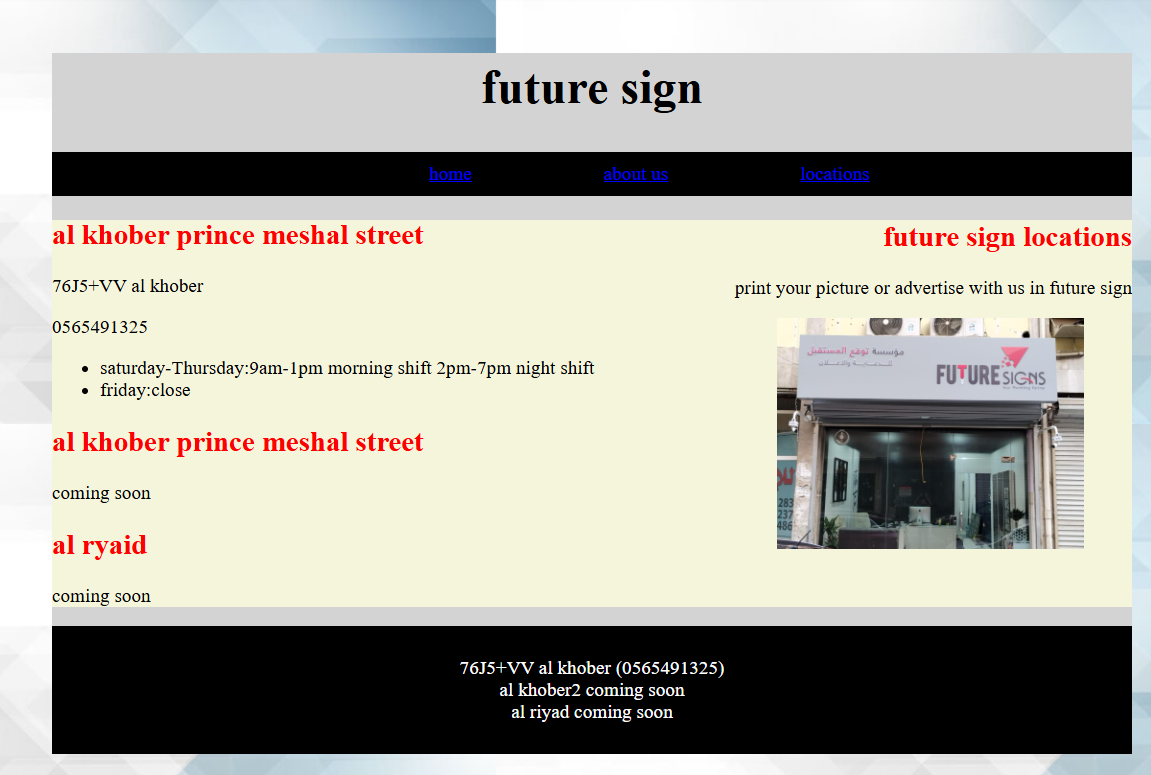 future sign
home about us locations
al khober prince meshal street
76J5+VV al khober
0565491325
saturday-Thursday:9am-1pm morning shift 2pm-7pm night shift
friday:close
al khober prince meshal street
coming soon
al ryaid
coming soon
future sign locations
print your picture or advertise with us in future sign
مؤسسة توقع المستقبل
للدعاية والاعلان
FUTURE SIGNS
283
237
486
76J5+VV al khober (0565491325)
al khober2 coming soon
al riyad coming soon